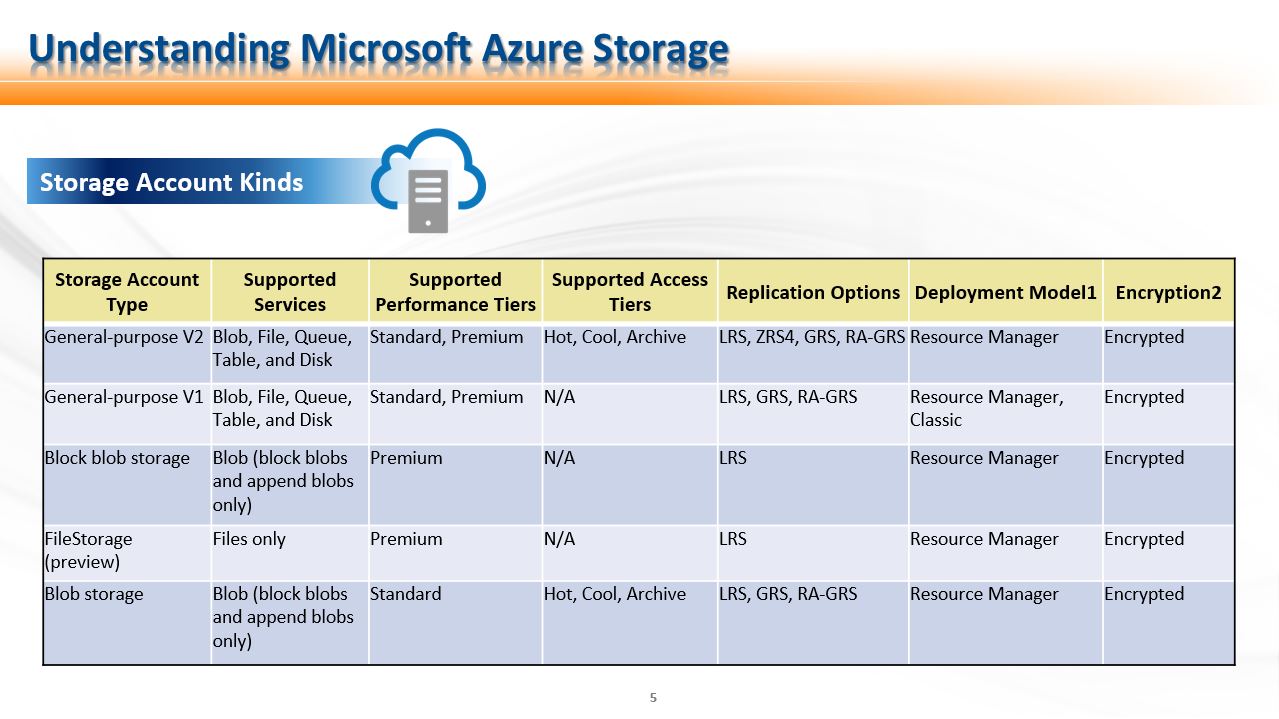 Understanding Microsoft Azure Storage
Storage Account Kinds
Storage Account
Type
Supported
Services
Supported
Performance Tiers
Supported Access
Tiers
Replication Options
Deployment Model1
Encryption2
General-purpose V2
Blob, File, Queue,
Table, and Disk
Standard, Premium
Hot, Cool, Archive
LRS, ZRS4, GRS, RA-GRS
Resource Manager
Encrypted
General-purpose V1
Blob, File, Queue,
Table, and Disk
Standard, Premium
N/A
LRS, GRS, RA-GRS
Resource Manager,
Classic
Encrypted
Block blob storage
Blob (block blobs
and append blobs
only)
Premium
N/A
LRS
Resource Manager
Encrypted
FileStorage
(preview)
Files only
Premium
N/A
LRS
Resource Manager
Encrypted
Blob storage
Blob (block blobs
and append blobs
only)
Standard
Hot, Cool, Archive
LRS, GRS, RA-GRS
Resource Manager
Encrypted
5